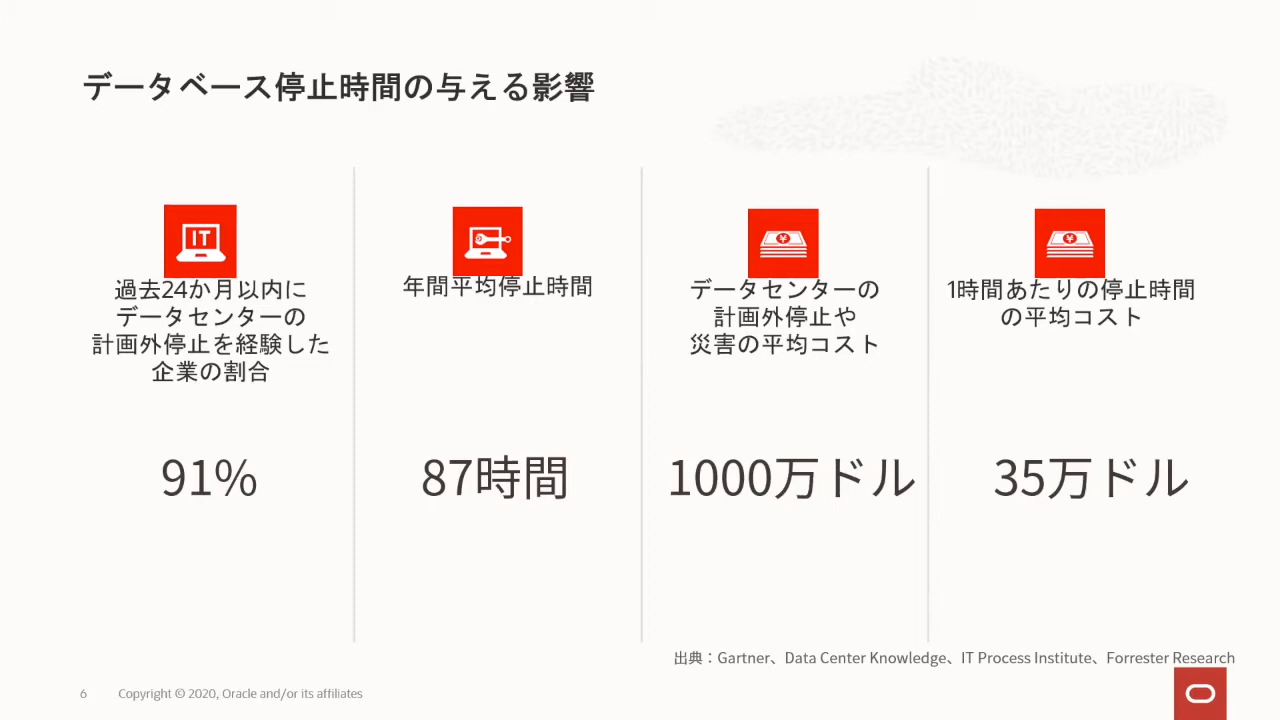 データベース停止時間の与える影響
IT
過去24か月以内に
データセンターの
計画外停止を経験した
企業の割合
91%
年間平均停止時間
87時間
¥
データセンターの
計画外停止や
災害の平均コスト
1000万ドル
¥
1時間あたりの停止時間
の平均コスト
35万ドル
出典：Gartner、Data Center Knowledge、IT Process Institute、Forrester Research
6
Copyright © 2020, Oracle and/or its affiliates